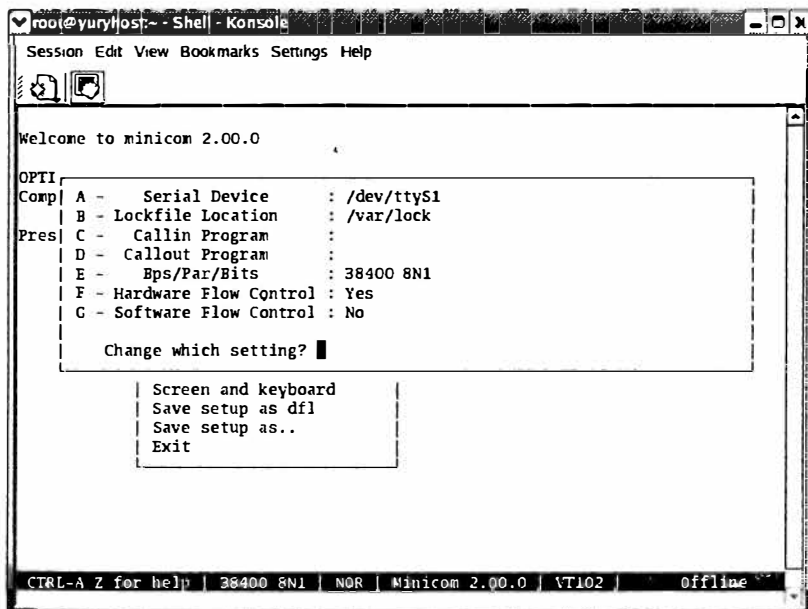 root@yuryhost:~ - Shell - Konsole
Session Edit View Bookmarks Settings Help
Welcome to minicom 2.00.0
OPTI
Comp A - Serial Device : /dev/ttyS1
B - Lockfile Location : /var/lock
Pres C - Callin Program :
D - Callout Program :
E - Bps/Par/Bits : 38400 8N1
F - Hardware Flow Control : Yes
G - Software Flow Control : No
Change which setting?
Screen and keyboard
Save setup as dfl
Save setup as..
Exit
CTRL-A Z for help | 38400 8N1 | NOR | Minicom 2.00.0 | VT102 | Offline